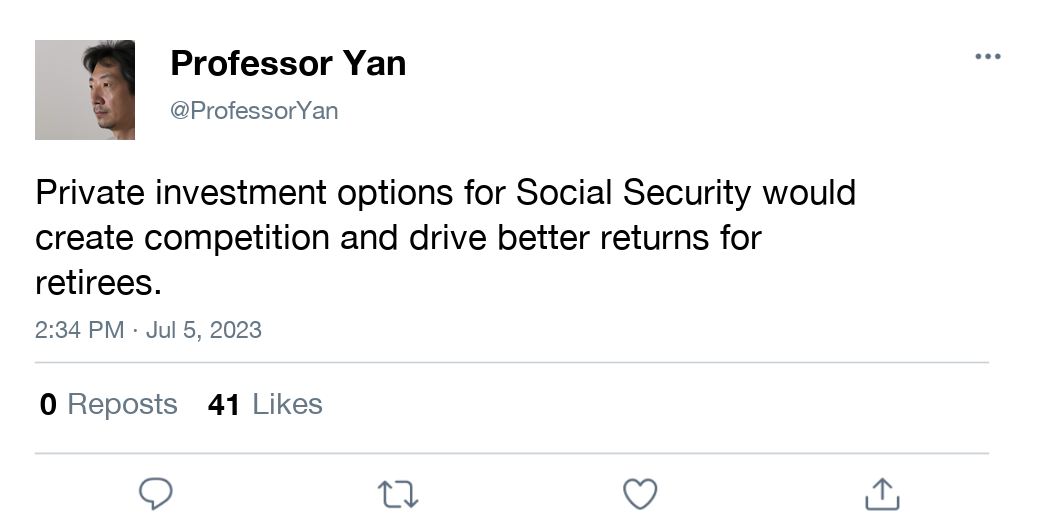 Professor Yan
@ProfessorYan
Private investment options for Social Security would
create competition and drive better returns for
retirees.
2:34 PM · Jul 5, 2023
0 Reposts 41 Likes